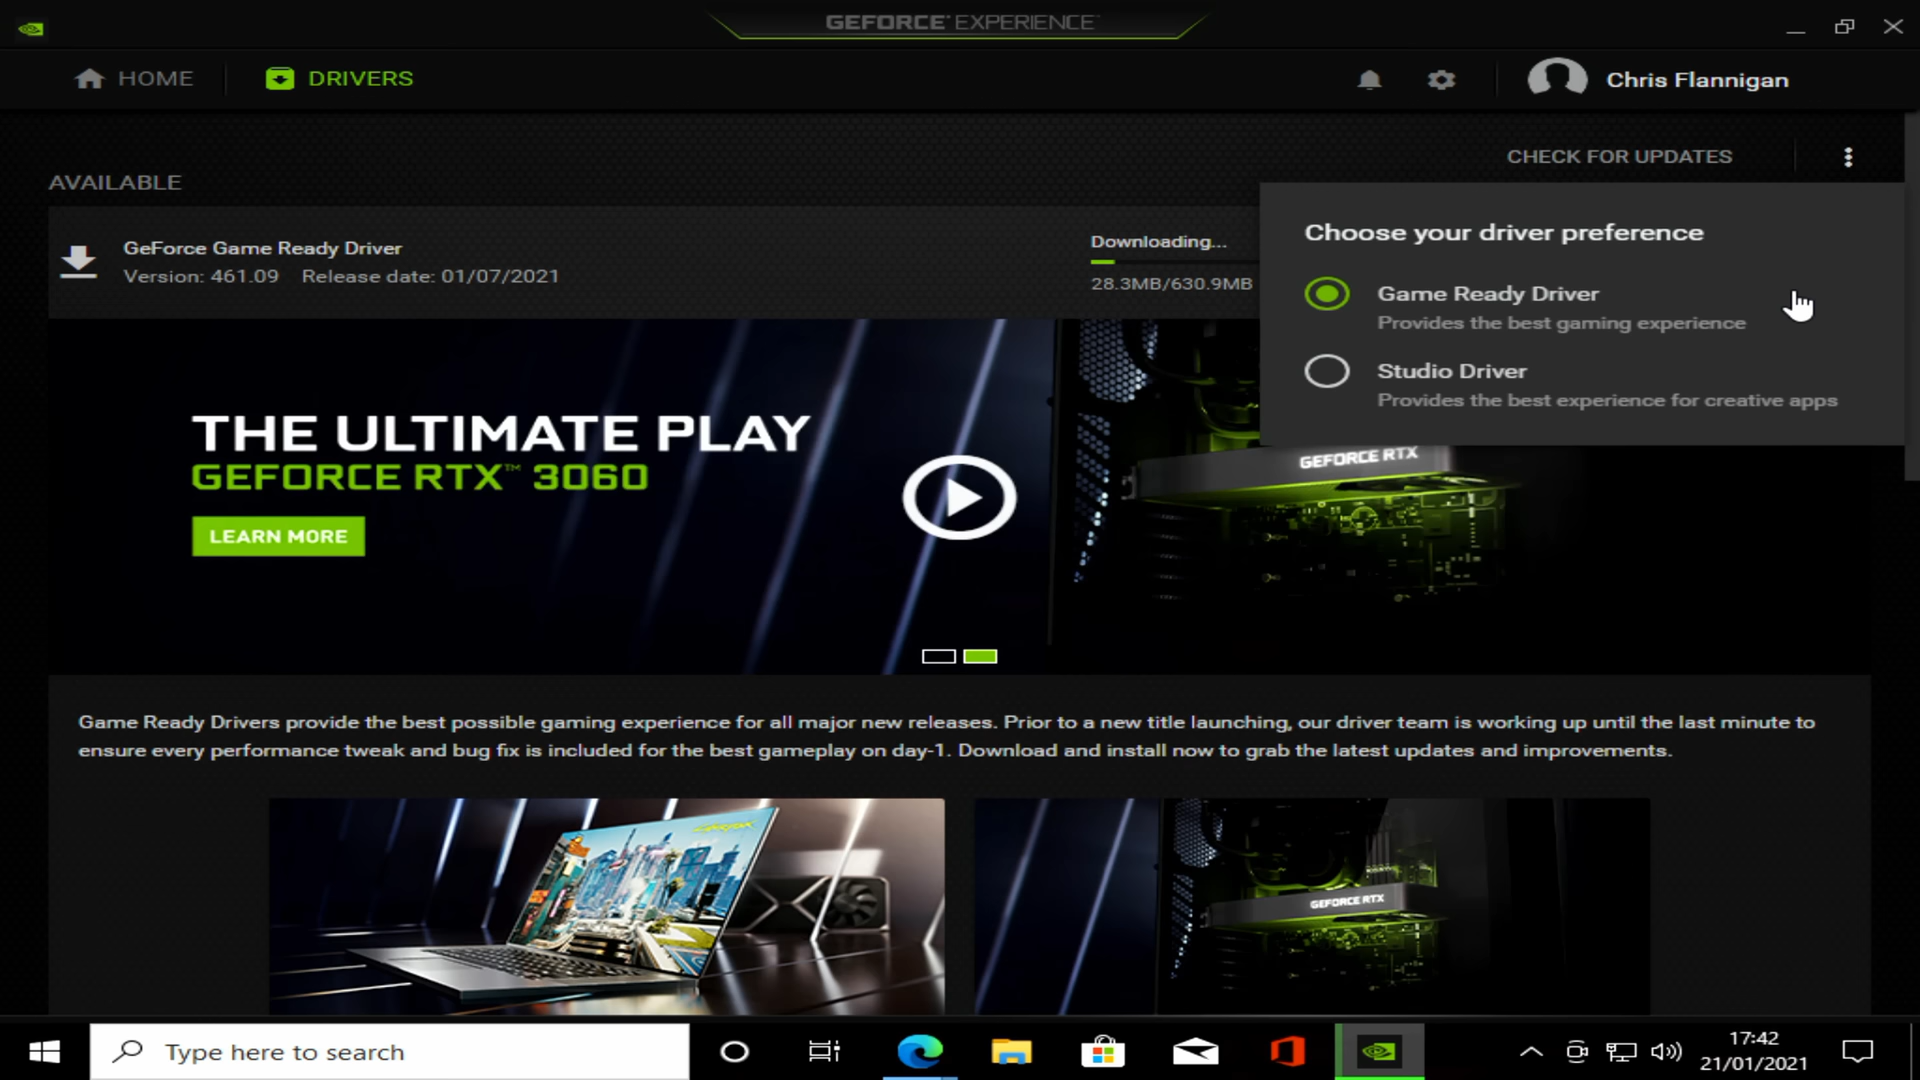 GEFORCE® EXPERIENCE™
HOME
DRIVERS
Chris Flannigan
CHECK FOR UPDATES
AVAILABLE
GeForce Game Ready Driver
Version: 461.09 Release date: 01/07/2021
Downloading...
28.3MB/630.9MB
Choose your driver preference
Game Ready Driver
Provides the best gaming experience
Studio Driver
Provides the best experience for creative apps
THE ULTIMATE PLAY
GEFORCE RTX™ 3060
LEARN MORE
GEFORCE RTX
Game Ready Drivers provide the best possible gaming experience for all major new releases. Prior to a new title launching, our driver team is working up until the last minute to
ensure every performance tweak and bug fix is included for the best gameplay on day-1. Download and install now to grab the latest updates and improvements.
GEFORCE RTX
Type here to search
17:42
21/01/2021